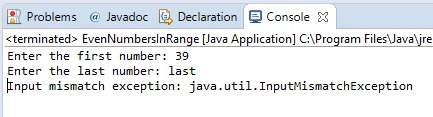 Problems @ Javadoc Declaration Console
<terminated> EvenNumbersInRange [Java Application] C:\Program Files\Java\jre
Enter the first number: 39
Enter the last number: last
Input mismatch exception: java.util.InputMismatchException